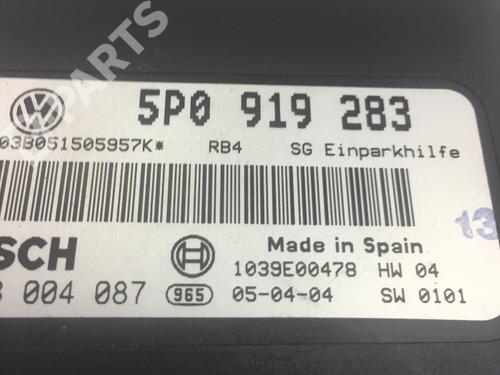 5P0 919 283
03B051505957K* RB4 SG Einparkhilfe
13
SCH Made in Spain
1039E00478 HW 04
004 087 965 05-04-04 SW 0101